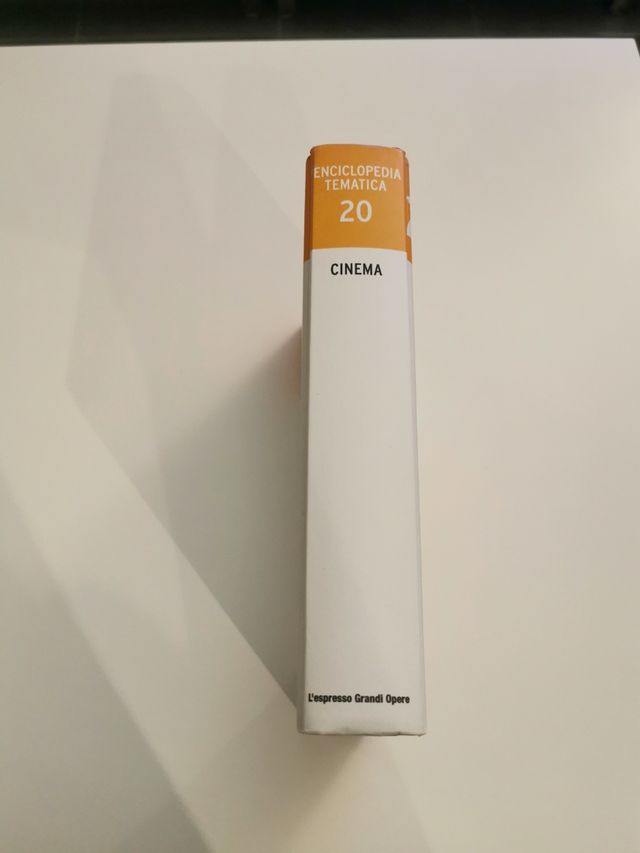 ENCICLOPEDIA
TEMATICA
20
CINEMA
L'espresso Grandi Opere